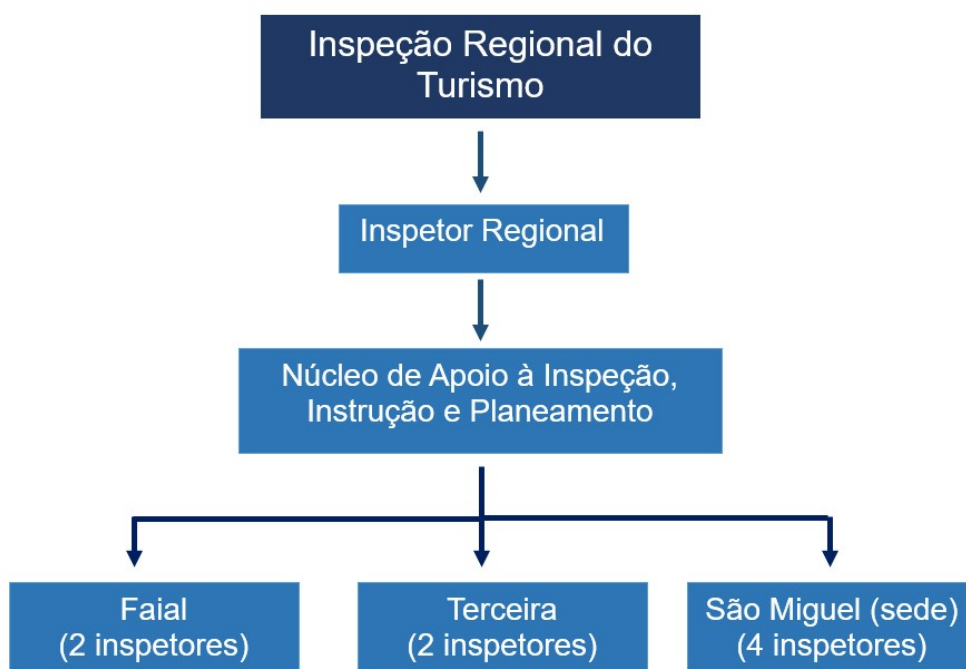 Inspeção Regional do
Turismo
Inspetor Regional
Núcleo de Apoio à Inspeção,
Instrução e Planeamento
Faial
(2 inspetores)
Terceira
(2 inspetores)
São Miguel (sede)
(4 inspetores)